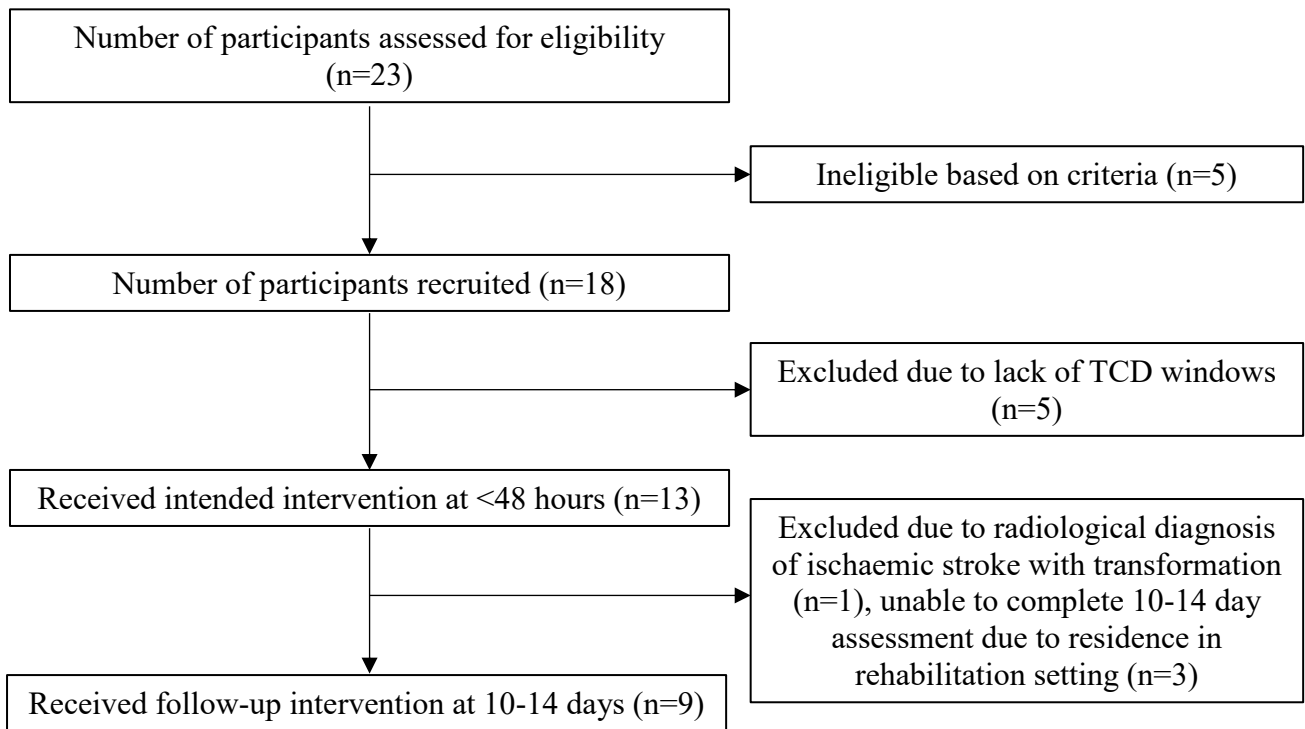 Number of participants assessed for eligibility
(n=23)
Ineligible based on criteria (n=5)
Number of participants recruited (n=18)
Excluded due to lack of TCD windows
(n=5)
Received intended intervention at <48 hours (n=13)
Excluded due to radiological diagnosis
of ischaemic stroke with transformation
(n=1), unable to complete 10-14 day
assessment due to residence in
rehabilitation setting (n=3)
Received follow-up intervention at 10-14 days (n=9)